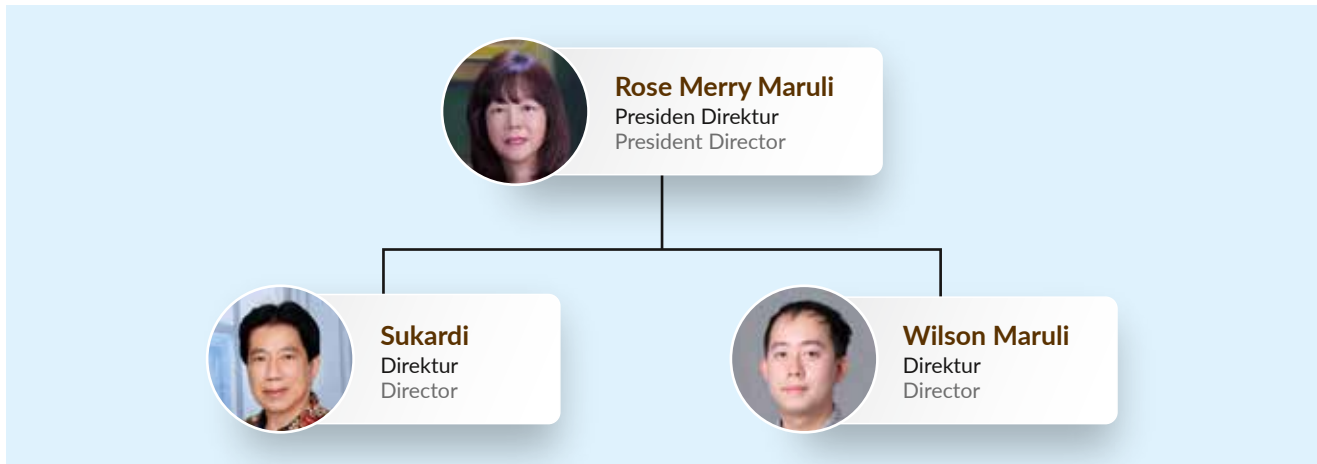 Rose Merry Maruli
Presiden Direktur
President Director
Sukardi
Direktur
Director
Wilson Maruli
Direktur
Director